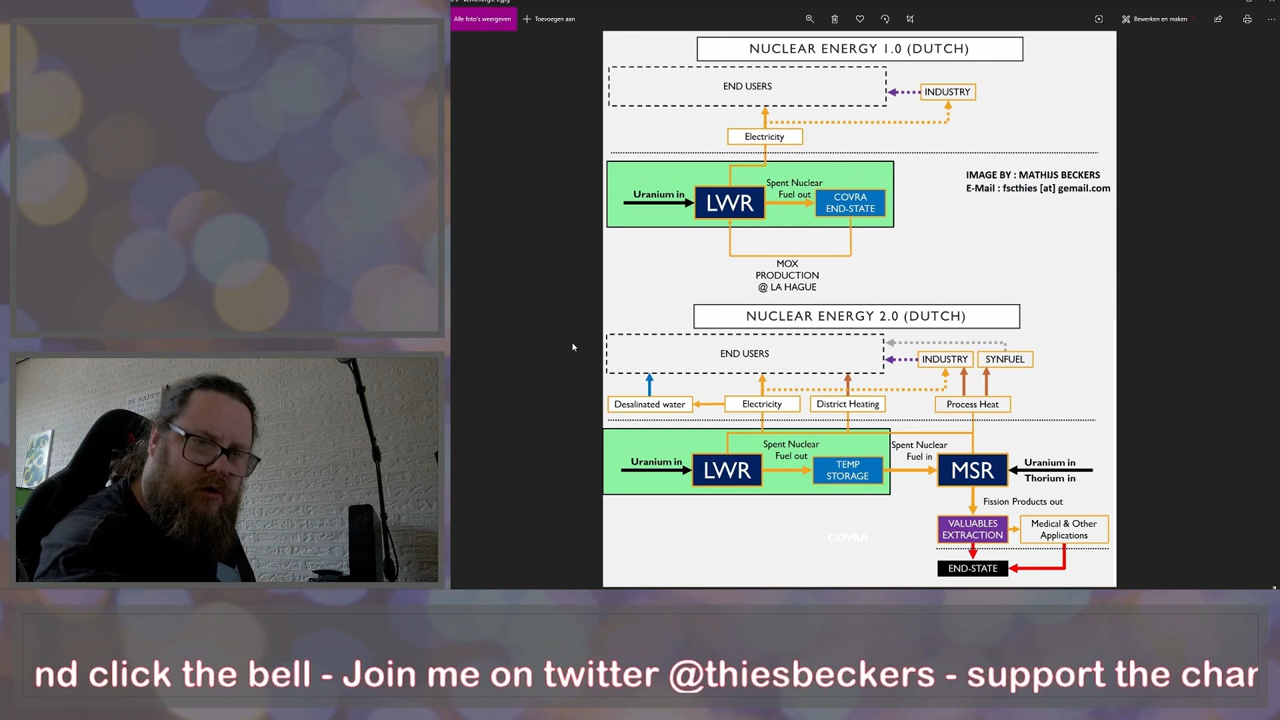 Alle foto's weergeven
Toevoegen aan
Bewerken en maken
NUCLEAR ENERGY 1.0 (DUTCH)
END USERS
INDUSTRY
Electricity
IMAGE BY : MATHIJS BECKERS
E-Mail : fscthies [at] gemail.com
Uranium in
LWR
Spent Nuclear
Fuel out
COVRA
END-STATE
MOX
PRODUCTION
@ LA HAGUE
NUCLEAR ENERGY 2.0 (DUTCH)
END USERS
INDUSTRY
SYNFUEL
Desalinated water
Electricity
District Heating
Process Heat
Uranium in
LWR
Spent Nuclear
Fuel out
TEMP
STORAGE
Spent Nuclear
Fuel in
MSR
Uranium in
Thorium in
Fission Products out
VALUABLES
EXTRACTION
Medical & Other
Applications
COVRA
END-STATE
nd click the bell - Join me on twitter @thiesbeckers - support the char